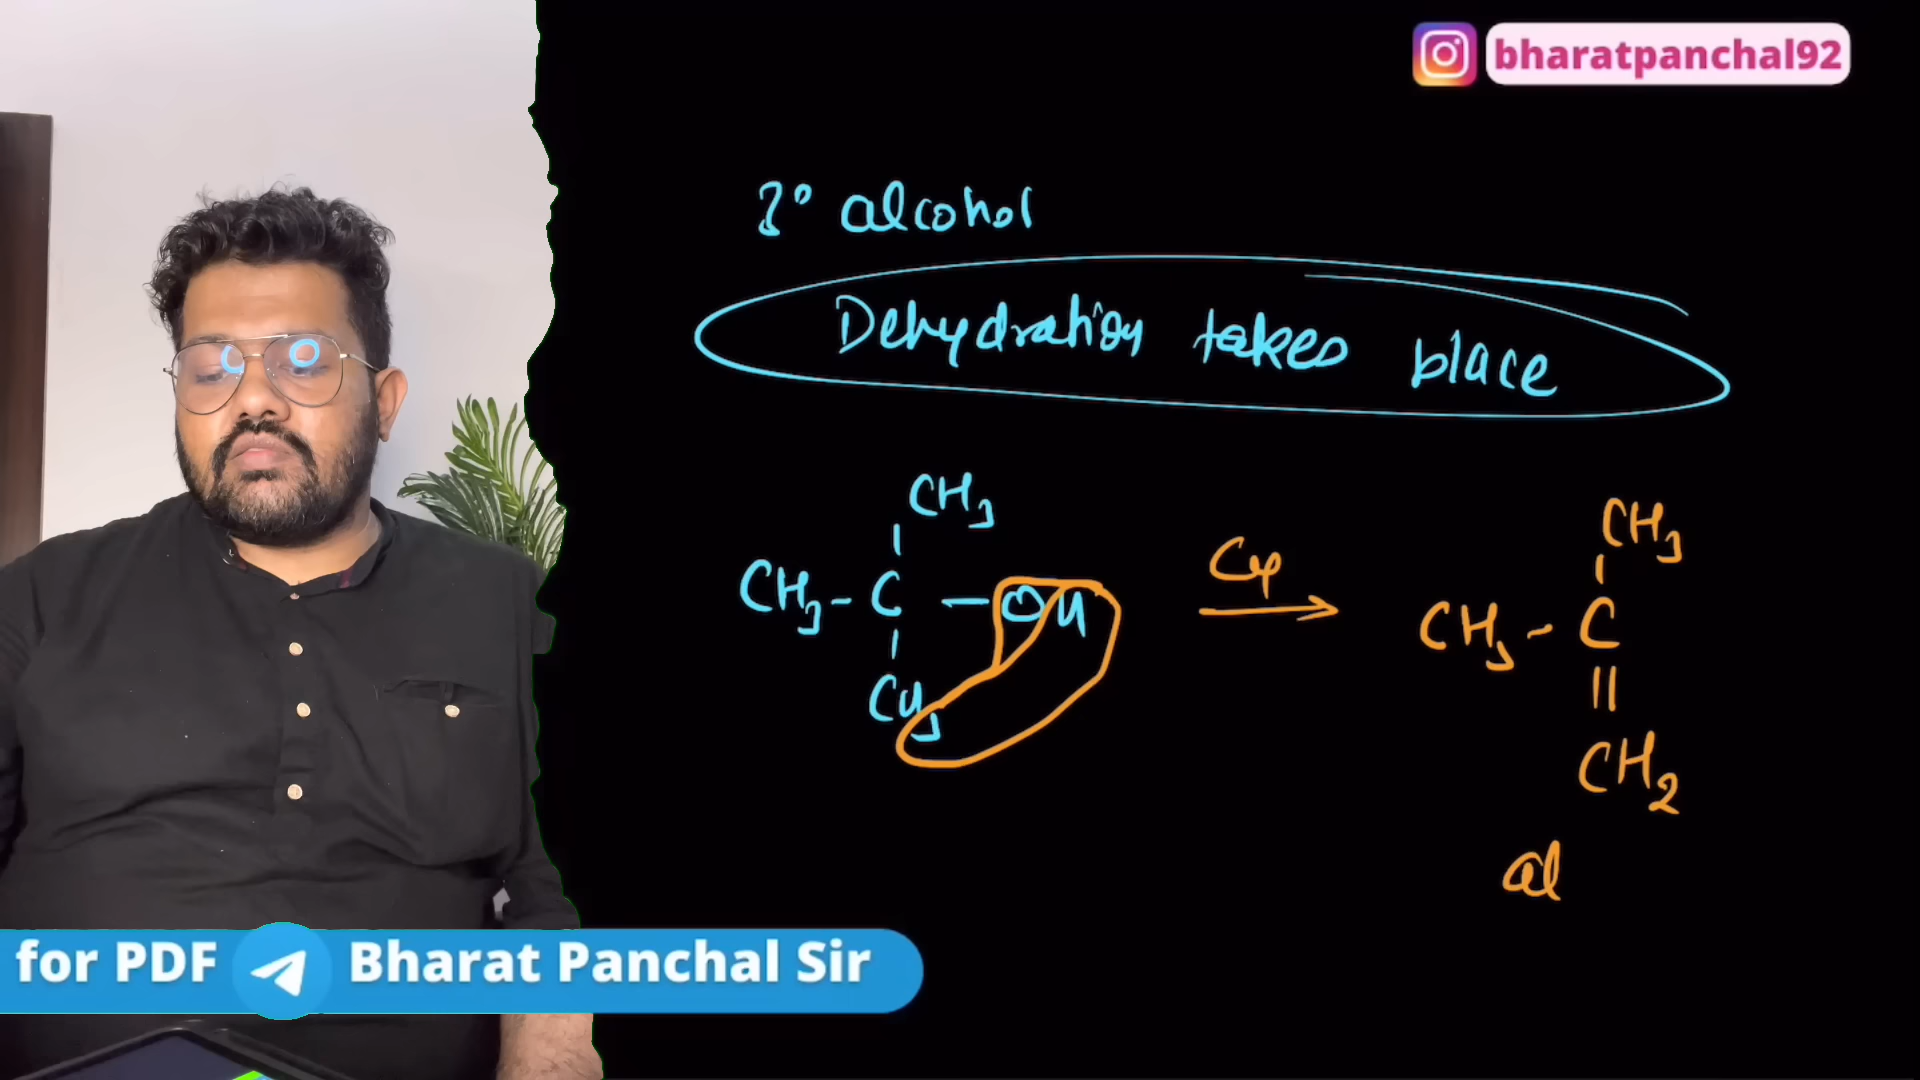 bharatpanchal92
3° alcohol
Dehydration takes place
CH3
CH3 - C - OH
CH3
Cu
CH3
CH3 - C
CH2
al
for PDF Bharat Panchal Sir